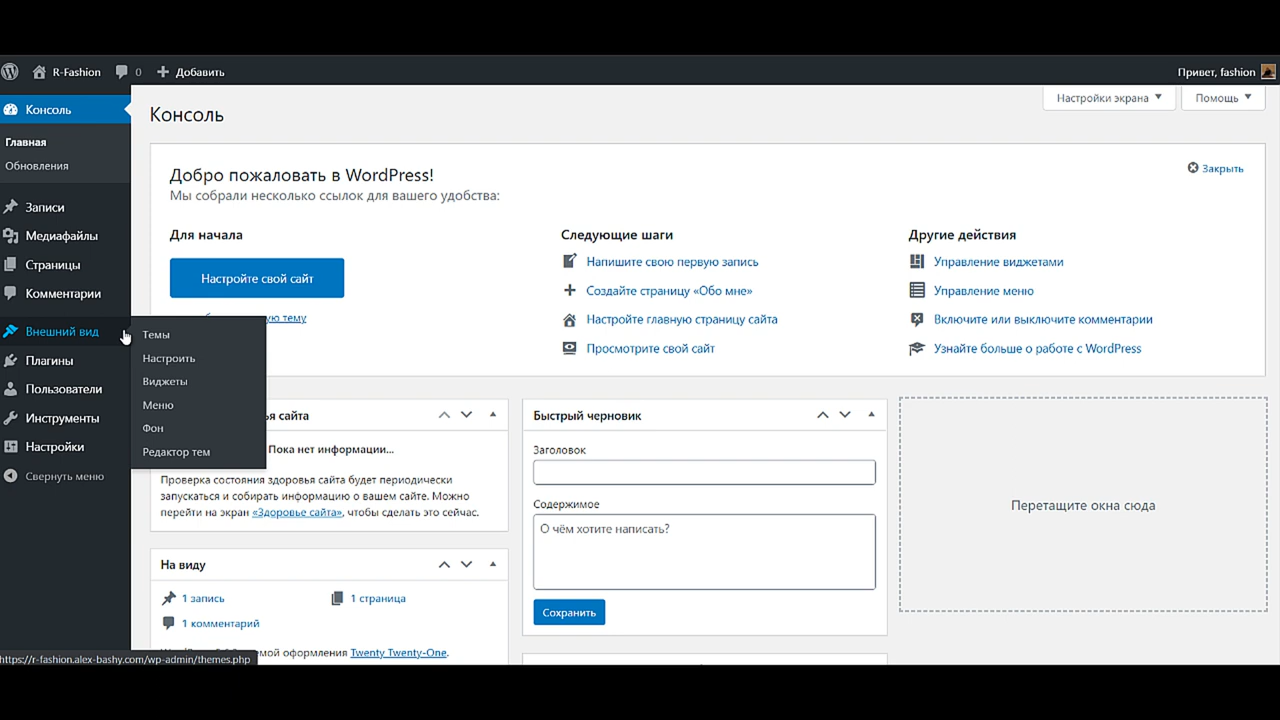 R-Fashion
0
Добавить
Привет, fashion
Консоль
Главная
Обновления
Записи
Медиафайлы
Страницы
Комментарии
Внешний вид
Плагины
Пользователи
Инструменты
Настройки
Свернуть меню
Темы
Настроить
Виджеты
Меню
Фон
Редактор тем
Консоль
Настройки экрана
Помощь
Добро пожаловать в WordPress!
Мы собрали несколько ссылок для вашего удобства:
Закрыть
Для начала
Настройте свой сайт
тему
Следующие шаги
Напишите свою первую запись
Создайте страницу «Обо мне»
Настройте главную страницу сайта
Просмотрите свой сайт
Другие действия
Управление виджетами
Управление меню
Включите или выключите комментарии
Узнайте больше о работе с WordPress
сайта
Пока нет информации...
Проверка состояния здоровья сайта будет периодически
запускаться и собирать информацию о вашем сайте. Можно
перейти на экран «Здоровье сайта», чтобы сделать это сейчас.
На виду
1 запись
1 страница
1 комментарий
оформления Twenty Twenty-One.
Быстрый черновик
Заголовок
Содержимое
О чём хотите написать?
Сохранить
Перетащите окна сюда
https://r-fashion.alex-bashy.com/wp-admin/themes.php